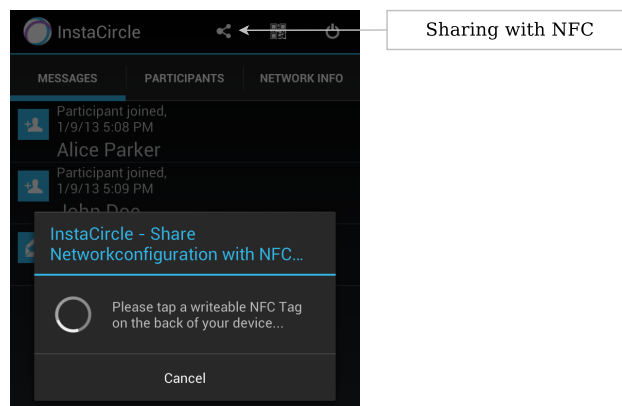 InstaCircle
Sharing with NFC
MESSAGES PARTICIPANTS NETWORK INFO
Participant joined,
1/9/13 5:08 PM
Alice Parker
Participant joined,
1/9/13 5:09 PM
John Doe
InstaCircle - Share
Networkconfiguration with NFC...
Please tap a writeable NFC Tag
on the back of your device...
Cancel